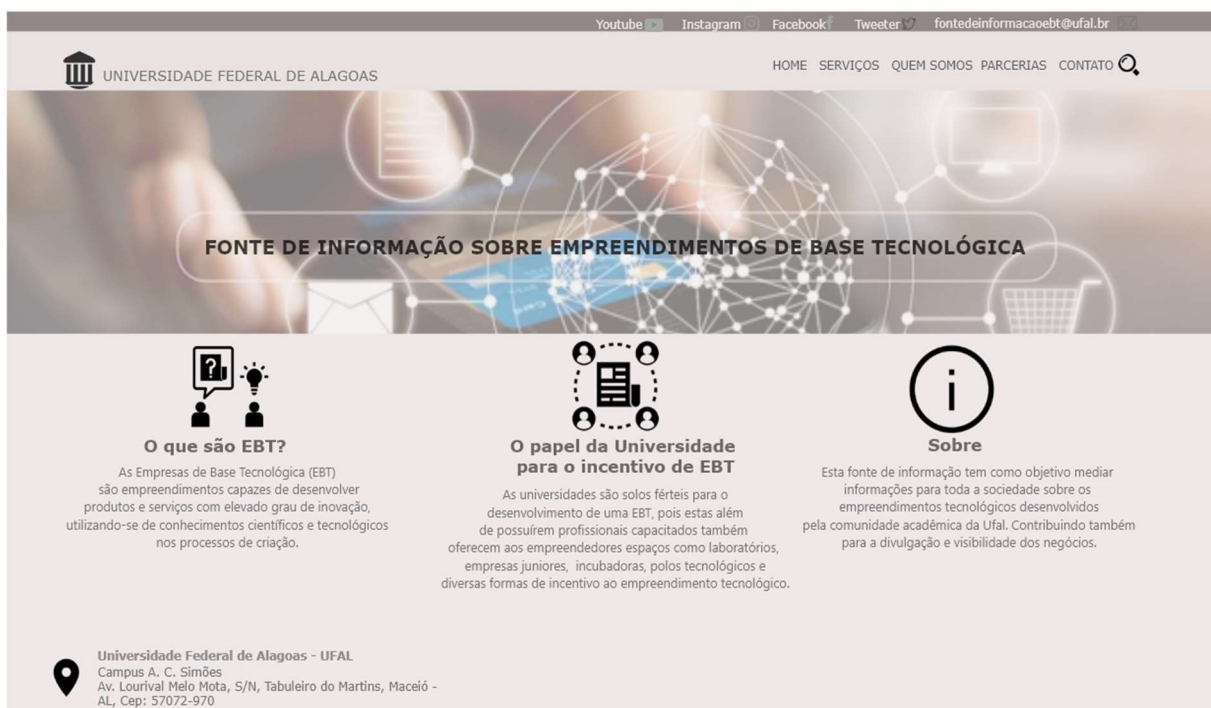 Youtube Instagram Facebook Tweeter fontedeinformacaoebt@ufal.br
UNIVERSIDADE FEDERAL DE ALAGOAS
HOME SERVIÇOS QUEM SOMOS PARCERIAS CONTATO
FONTE DE INFORMAÇÃO SOBRE EMPREENDIMENTOS DE BASE TECNOLÓGICA
O que são EBT?
As Empresas de Base Tecnológica (EBT)
são empreendimentos capazes de desenvolver
produtos e serviços com elevado grau de inovação,
utilizando-se de conhecimentos científicos e tecnológicos
nos processos de criação.
O papel da Universidade
para o incentivo de EBT
As universidades são solos férteis para o
desenvolvimento de uma EBT, pois estas além
de possuírem profissionais capacitados também
oferecem aos empreendedores espaços como laboratórios,
empresas juniores, incubadoras, polos tecnológicos e
diversas formas de incentivo ao empreendimento tecnológico.
Sobre
Esta fonte de informação tem como objetivo mediar
informações para toda a sociedade sobre os
empreendimentos tecnológicos desenvolvidos
pela comunidade acadêmica da Ufal. Contribuindo também
para a divulgação e visibilidade dos negócios.
Universidade Federal de Alagoas - UFAL
Campus A. C. Simões
Av. Lourival Melo Mota, S/N, Tabuleiro do Martins, Maceió -
AL, Cep: 57072-970